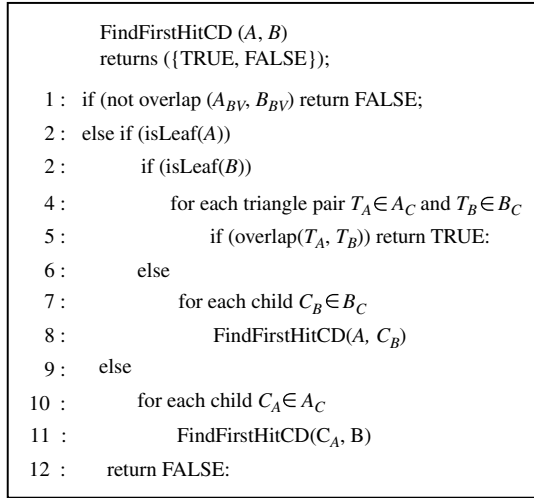 FindFirstHitCD (A, B)
returns ({TRUE, FALSE});
1 : if (not overlap (A_BV, B_BV) return FALSE;
2 : else if (isLeaf(A))
2 : if (isLeaf(B))
4 : for each triangle pair T_A ∈ A_C and T_B ∈ B_C
5 : if (overlap(T_A, T_B)) return TRUE:
6 : else
7 : for each child C_B ∈ B_C
8 : FindFirstHitCD(A, C_B)
9 : else
10 : for each child C_A ∈ A_C
11 : FindFirstHitCD(C_A, B)
12 : return FALSE: